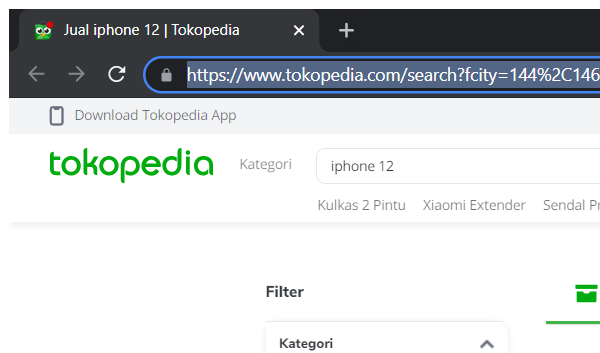 Jual iphone 12 | Tokopedia
https://www.tokopedia.com/search?fcity=144%2C146
Download Tokopedia App
tokopedia Kategori iphone 12
Kulkas 2 Pintu Xiaomi Extender Sendal Pr
Filter
Kategori